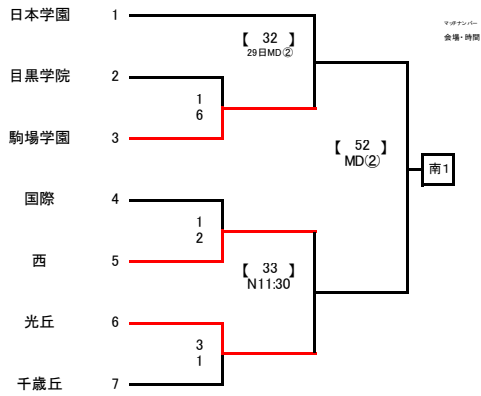 日本学園 1
マッチナンバー
会場・時間
【 32 】
29日MD②
目黒学院 2
1
6
駒場学園 3
【 52 】
MD②
南1
国際 4
1
2
西 5
【 33 】
N11:30
光丘 6
3
1
千歳丘 7